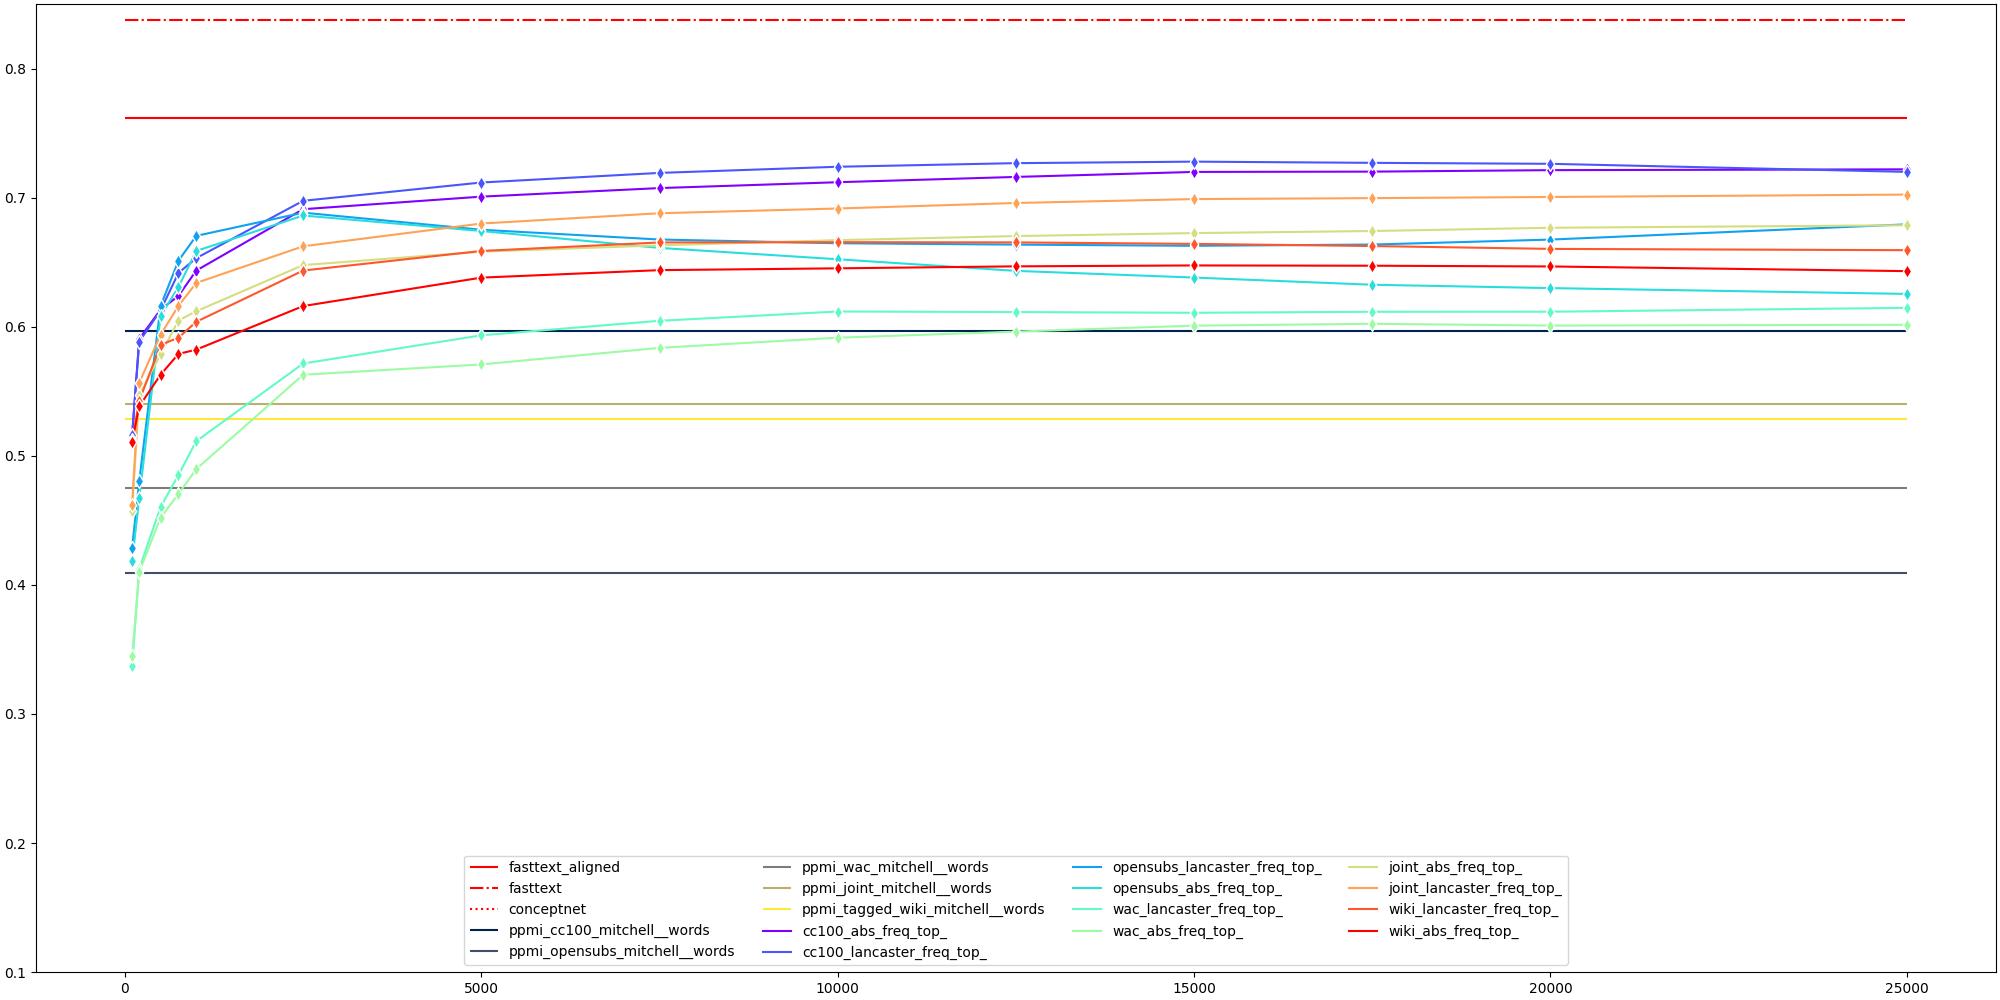 0.8
0.7
0.6
0.5
0.4
0.3
0.2
0.1
fasttext_aligned
fasttext
conceptnet
ppmi_cc100_mitchell__words
ppmi_opensubs_mitchell__words
ppmi_wac_mitchell__words
ppmi_joint_mitchell__words
ppmi_tagged_wiki_mitchell__words
cc100_abs_freq_top_
cc100_lancaster_freq_top_
opensubs_lancaster_freq_top_
opensubs_abs_freq_top_
wac_lancaster_freq_top_
wac_abs_freq_top_
joint_abs_freq_top_
joint_lancaster_freq_top_
wiki_lancaster_freq_top_
wiki_abs_freq_top_
0 5000 10000 15000 20000 25000